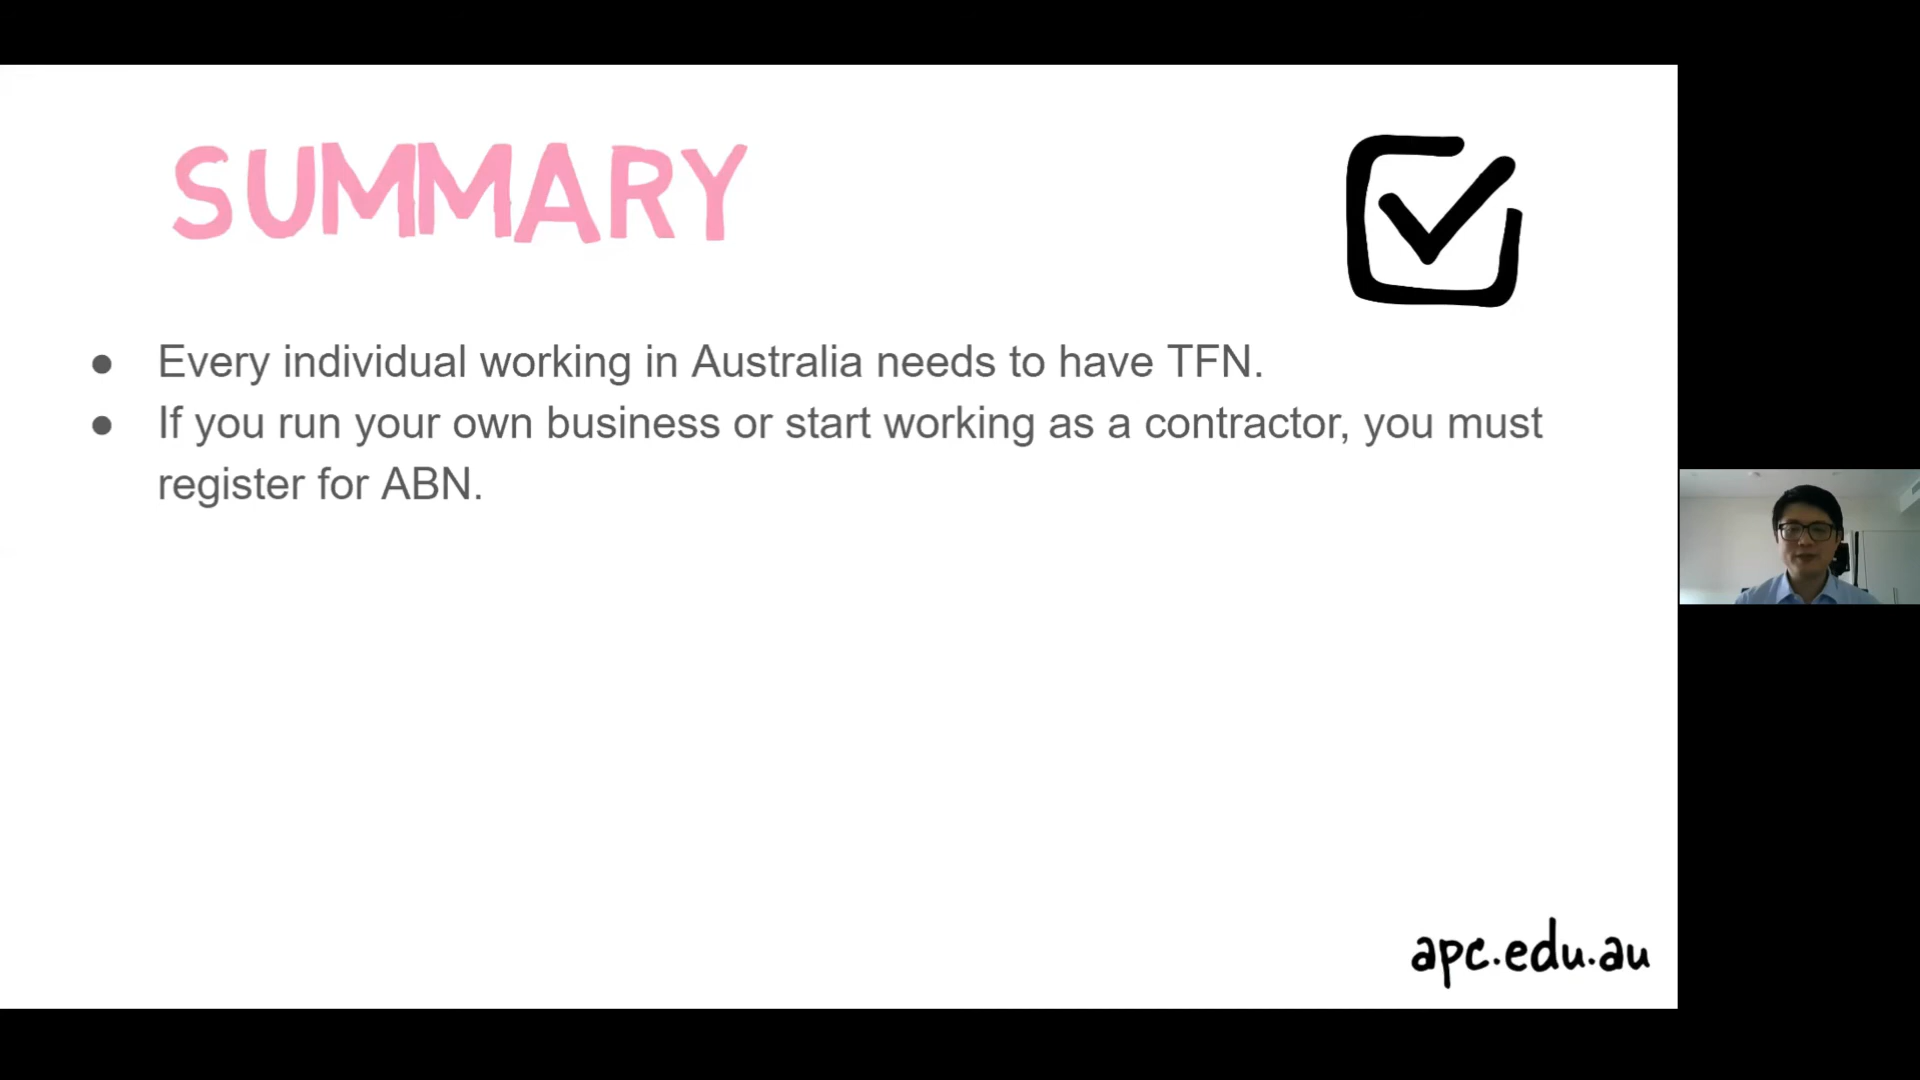 SUMMARY
● Every individual working in Australia needs to have TFN.
● If you run your own business or start working as a contractor, you must
register for ABN.
apc.edu.au